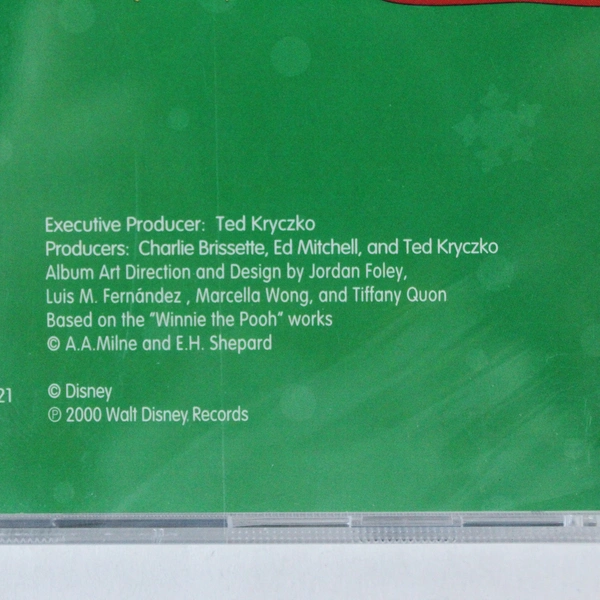 Executive Producer: Ted Kryczko
Producers: Charlie Brissette, Ed Mitchell, and Ted Kryczko
Album Art Direction and Design by Jordan Foley,
Luis M. Fernández , Marcella Wong, and Tiffany Quon
Based on the "Winnie the Pooh" works
© A.A.Milne and E.H. Shepard
21 © Disney
℗ 2000 Walt Disney Records